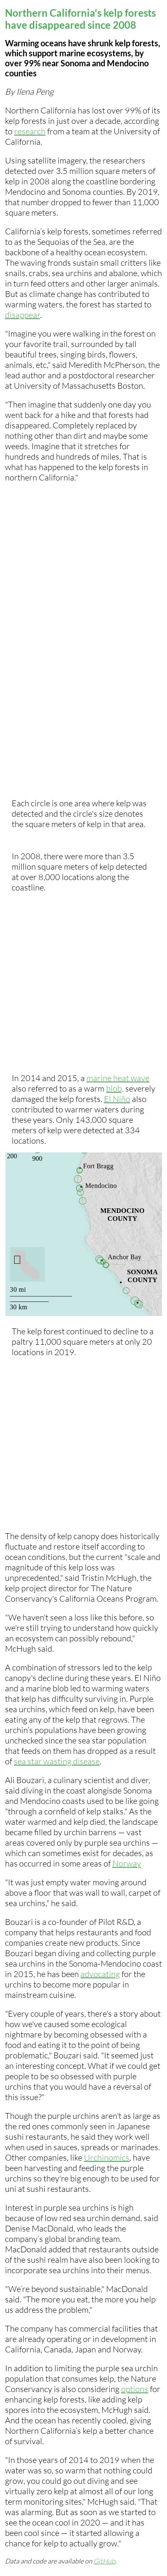 Northern California's kelp forests
have disappeared since 2008
Warming oceans have shrunk kelp forests,
which support marine ecosystems, by
over 99% near Sonoma and Mendocino
counties
By Ilena Peng
Northern California has lost over 99% of its
kelp forests in just over a decade, according
to research from a team at the University of
California.
Using satellite imagery, the researchers
detected over 3.5 million square meters of
kelp in 2008 along the coastline bordering
Mendocino and Sonoma counties. By 2019,
that number dropped to fewer than 11,000
square meters.
California's kelp forests, sometimes referred
to as the Sequoias of the Sea, are the
backbone of a healthy ocean ecosystem.
The waving fronds sustain small critters like
snails, crabs, sea urchins and abalone, which
in turn feed otters and other larger animals.
But as climate change has contributed to
warming waters, the forest has started to
disappear.
"Imagine you were walking in the forest on
your favorite trail, surrounded by tall
beautiful trees, singing birds, flowers,
animals, etc," said Meredith McPherson, the
lead author and a postdoctoral researcher
at University of Massachusetts Boston.
"Then imagine that suddenly one day you
went back for a hike and that forests had
disappeared. Completely replaced by
nothing other than dirt and maybe some
weeds. Imagine that it stretches for
hundreds and hundreds of miles. That is
what has happened to the kelp forests in
northern California."
Each circle is one area where kelp was
detected and the circle's size denotes
the square meters of kelp in that area.
In 2008, there were more than 3.5
million square meters of kelp detected
at over 8,000 locations along the
coastline.
In 2014 and 2015, a marine heat wave
also referred to as a warm blob, severely
damaged the kelp forests. El Niño also
contributed to warmer waters during
these years. Only 143,000 square
meters of kelp were detected at 334
locations.
200
900
Fort Bragg
Mendocino
MENDOCINO
COUNTY
Anchor Bay
SONOMA
COUNTY
30 mi
30 km
The kelp forest continued to decline to a
paltry 11,000 square meters at only 20
locations in 2019.
The density of kelp canopy does historically
fluctuate and restore itself according to
ocean conditions, but the current "scale and
magnitude of this kelp loss was
unprecedented," said Tristin McHugh, the
kelp project director for The Nature
Conservancy's California Oceans Program.
"We haven't seen a loss like this before, so
we're still trying to understand how quickly
an ecosystem can possibly rebound,"
McHugh said.
A combination of stressors led to the kelp
canopy's decline during these years. El Niño
and a marine blob led to warming waters
that kelp has difficulty surviving in. Purple
sea urchins, which feed on kelp, have been
eating any of the kelp that regrows. The
urchin's populations have been growing
unchecked since the sea star population
that feeds on them has dropped as a result
of sea star wasting disease.
Ali Bouzari, a culinary scientist and diver,
said diving in the coast alongside Sonoma
and Mendocino coasts used to be like going
"through a cornfield of kelp stalks." As the
water warmed and kelp died, the landscape
became filled by urchin barrens — vast
areas covered only by purple sea urchins —
which can sometimes exist for decades, as
has occurred in some areas of Norway
"It was just empty water moving around
above a floor that was wall to wall, carpet of
sea urchins," he said.
Bouzari is a co-founder of Pilot R&D, a
company that helps restaurants and food
companies create new products. Since
Bouzari began diving and collecting purple
sea urchins in the Sonoma-Mendocino coast
in 2015, he has been advocating for the
urchins to become more popular in
mainstream cuisine.
"Every couple of years, there's a story about
how we've caused some ecological
nightmare by becoming obsessed with a
food and eating it to the point of being
problematic," Bouzari said. "It seemed just
an interesting concept. What if we could get
people to be so obsessed with purple
urchins that you would have a reversal of
this issue?"
Though the purple urchins aren't as large as
the red ones commonly seen in Japanese
sushi restaurants, he said they work well
when used in sauces, spreads or marinades.
Other companies, like Urchinomics, have
been harvesting and feeding the purple
urchins so they're big enough to be used for
uni at sushi restaurants.
Interest in purple sea urchins is high
because of low red sea urchin demand, said
Denise MacDonald, who leads the
company's global branding team.
MacDonald added that restaurants outside
of the sushi realm have also been looking to
incorporate sea urchins into their menus.
"We're beyond sustainable," MacDonald
said. "The more you eat, the more you help
us address the problem."
The company has commercial facilities that
are already operating or in development in
California, Canada, Japan and Norway.
In addition to limiting the purple sea urchin
population that consumes kelp, the Nature
Conservancy is also considering options for
enhancing kelp forests, like adding kelp
spores into the ecosystem, McHugh said.
And the ocean has recently cooled, giving
Northern California's kelp a better chance
of survival.
"In those years of 2014 to 2019 when the
water was so, so warm that nothing could
grow, you could go out diving and see
virtually zero kelp at almost all of our long
term monitoring sites," McHugh said. "That
was alarming. But as soon as we started to
see the ocean cool in 2020 — and it has
been cool since — it started allowing a
chance for kelp to actually grow."
Data and code are available on GitHub.